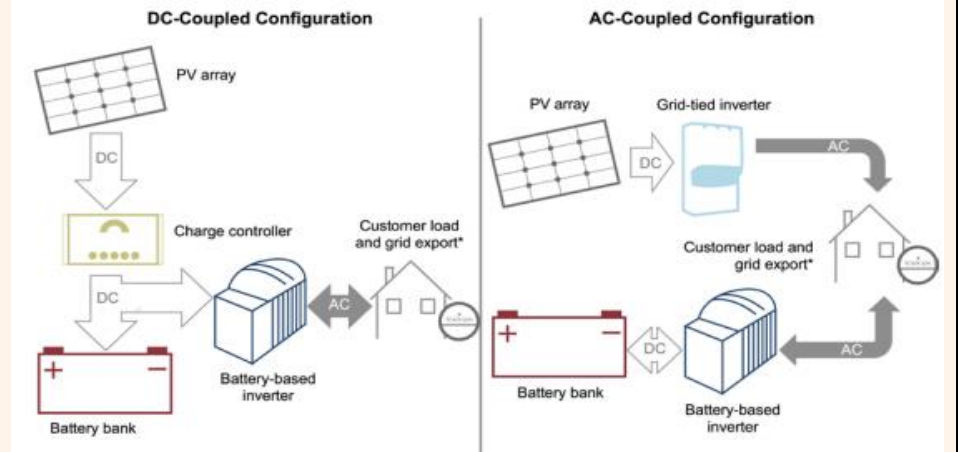 DC-Coupled Configuration
PV array
DC
Charge controller
DC
Customer load
and grid export*
AC
Battery-based
inverter
+ −
Battery bank
AC-Coupled Configuration
PV array
Grid-tied inverter
DC
AC
Customer load and
grid export*
+ −
DC
AC
Battery bank
Battery-based
inverter